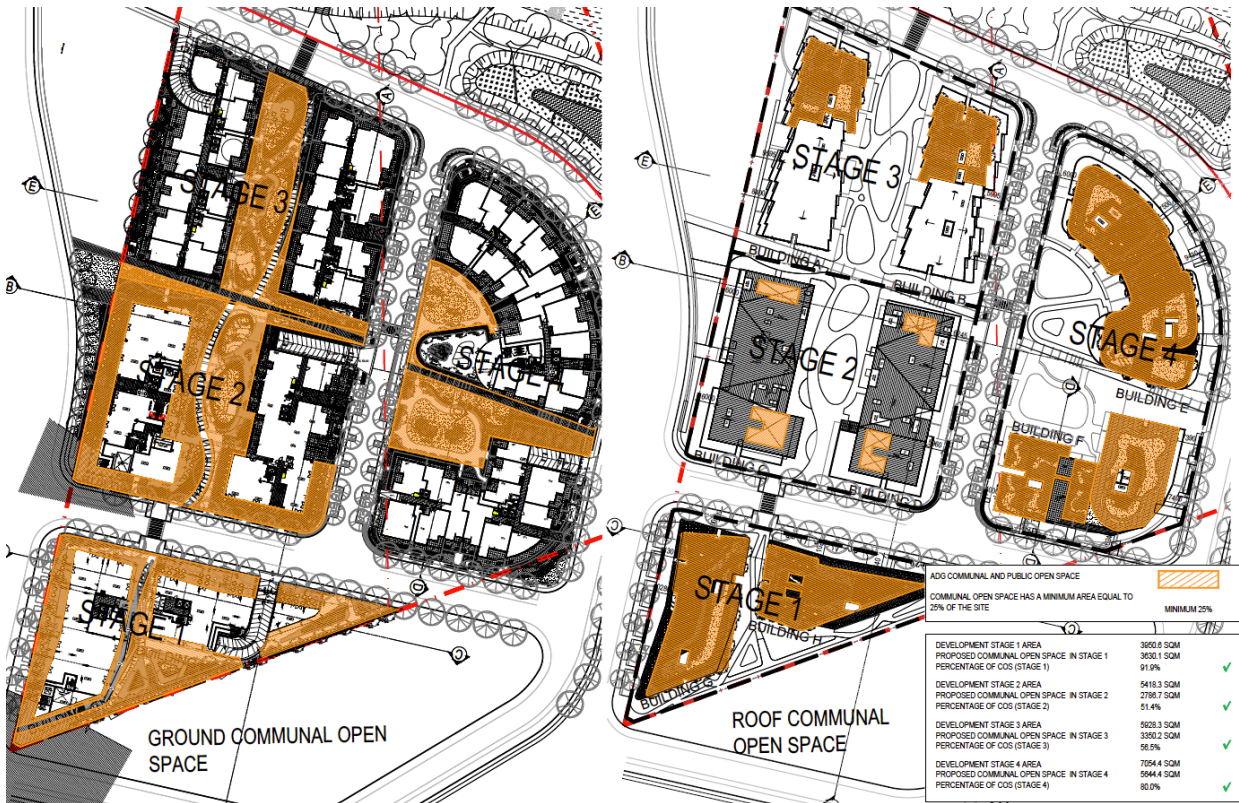 A
STAGE 3
E
E
B
STAGE 2
STAGE
D
C
STAGE
C
GROUND COMMUNAL OPEN
SPACE
A
STAGE 3
E
E
6000
BUILDING A
B
BUILDING B
STAGE 4
STAGE 2
D
BUILDING E
BUILDING F
BUILDING C
C
STAGE 1
BUILDING H
BUILDING G
C
ROOF COMMUNAL
OPEN SPACE
ADG COMMUNAL AND PUBLIC OPEN SPACE
COMMUNAL OPEN SPACE HAS A MINIMUM AREA EQUAL TO
25% OF THE SITE
MINIMUM 25%
DEVELOPMENT STAGE 1 AREA 3950.6 SQM
PROPOSED COMMUNAL OPEN SPACE IN STAGE 1 3630.1 SQM
PERCENTAGE OF COS (STAGE 1) 91.9% ✓
DEVELOPMENT STAGE 2 AREA 5418.3 SQM
PROPOSED COMMUNAL OPEN SPACE IN STAGE 2 2786.7 SQM
PERCENTAGE OF COS (STAGE 2) 51.4% ✓
DEVELOPMENT STAGE 3 AREA 5928.3 SQM
PROPOSED COMMUNAL OPEN SPACE IN STAGE 3 3350.2 SQM
PERCENTAGE OF COS (STAGE 3) 56.5% ✓
DEVELOPMENT STAGE 4 AREA 7054.4 SQM
PROPOSED COMMUNAL OPEN SPACE IN STAGE 4 5644.4 SQM
PERCENTAGE OF COS (STAGE 4) 80.0% ✓